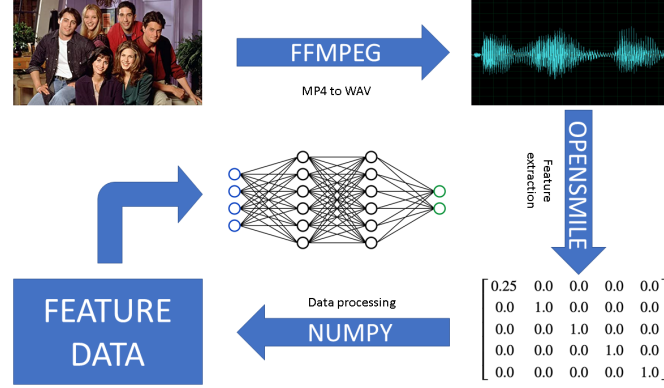 FFMPEG
MP4 to WAV
OPENSMILE
Feature
extraction
0.25 0.0 0.0 0.0 0.0
0.0 1.0 0.0 0.0 0.0
0.0 0.0 1.0 0.0 0.0
0.0 0.0 0.0 1.0 0.0
0.0 0.0 0.0 0.0 1.0
Data processing
NUMPY
FEATURE
DATA